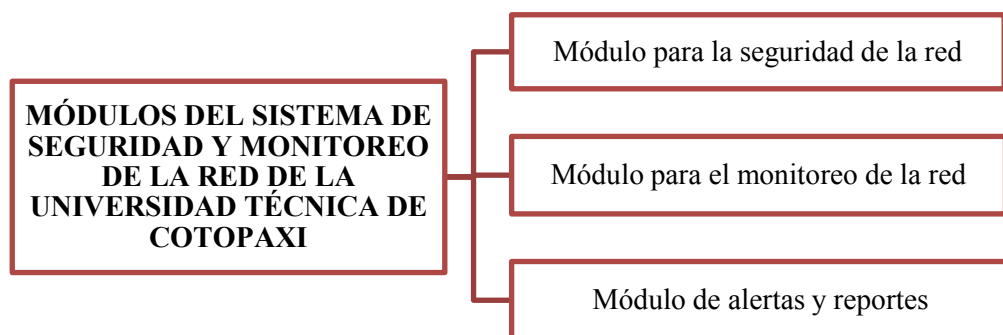 MÓDULOS DEL SISTEMA DE
SEGURIDAD Y MONITOREO
DE LA RED DE LA
UNIVERSIDAD TÉCNICA DE
COTOPAXI
Módulo para la seguridad de la red
Módulo para el monitoreo de la red
Módulo de alertas y reportes